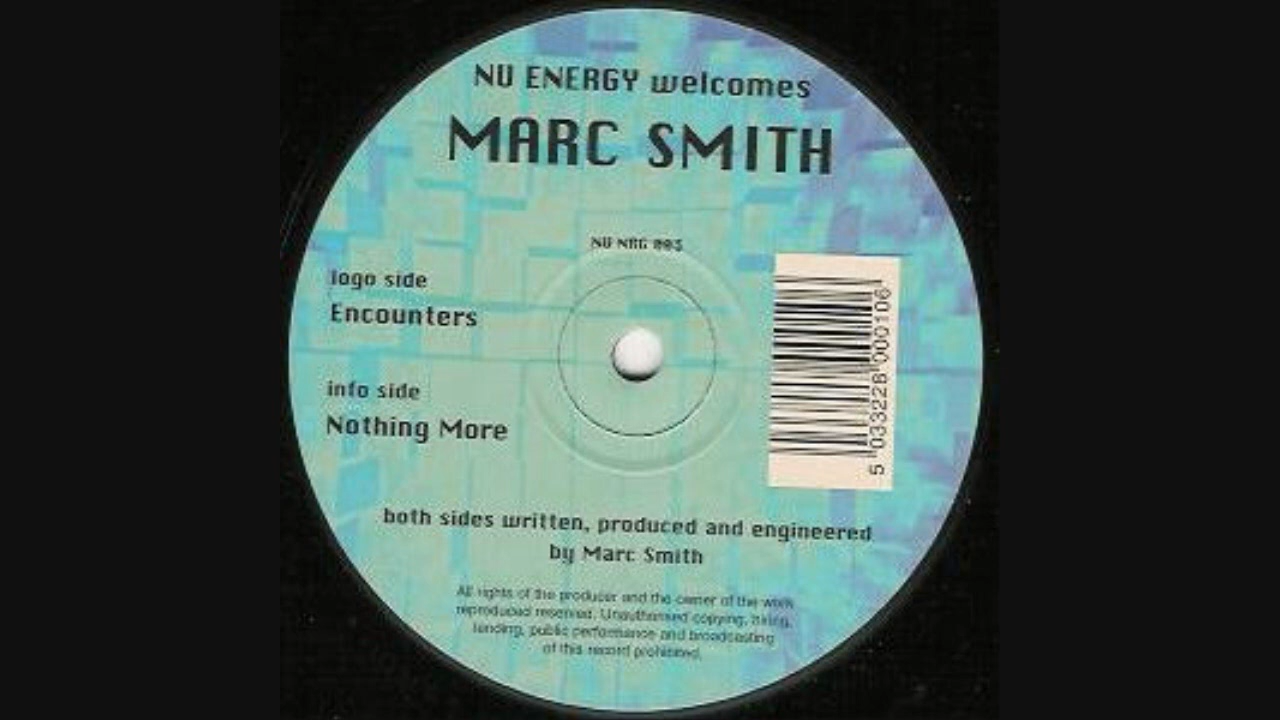 NU ENERGY welcomes
MARC SMITH
NU NRG 003
logo side
Encounters
info side
Nothing More
5 033228 000106
both sides written, produced and engineered
by Marc Smith
All rights of the producer and the owner of the work
reproduced reserved. Unauthorised copying, hiring,
lending, public performance and broadcasting
of this record prohibited.